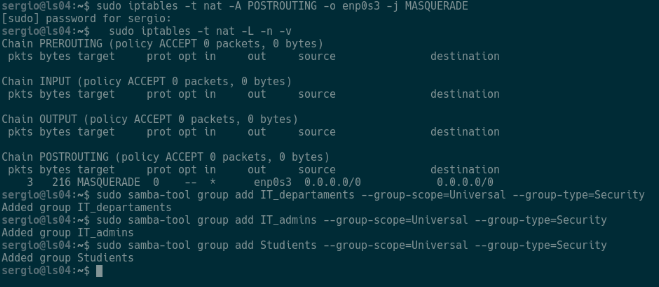 sergio@ls04:~$ sudo iptables -t nat -A POSTROUTING -o enp0s3 -j MASQUERADE
[sudo] password for sergio:
sergio@ls04:~$   sudo iptables -t nat -L -n -v
Chain PREROUTING (policy ACCEPT 0 packets, 0 bytes)
 pkts bytes target     prot opt in     out     source               destination

Chain INPUT (policy ACCEPT 0 packets, 0 bytes)
 pkts bytes target     prot opt in     out     source               destination

Chain OUTPUT (policy ACCEPT 0 packets, 0 bytes)
 pkts bytes target     prot opt in     out     source               destination

Chain POSTROUTING (policy ACCEPT 0 packets, 0 bytes)
 pkts bytes target     prot opt in     out     source               destination
    3   216 MASQUERADE  0    --  *      enp0s3  0.0.0.0/0            0.0.0.0/0
sergio@ls04:~$ sudo samba-tool group add IT_departaments --group-scope=Universal --group-type=Security
Added group IT_departaments
sergio@ls04:~$ sudo samba-tool group add IT_admins --group-scope=Universal --group-type=Security
Added group IT_admins
sergio@ls04:~$ sudo samba-tool group add Studients --group-scope=Universal --group-type=Security
Added group Studients
sergio@ls04:~$